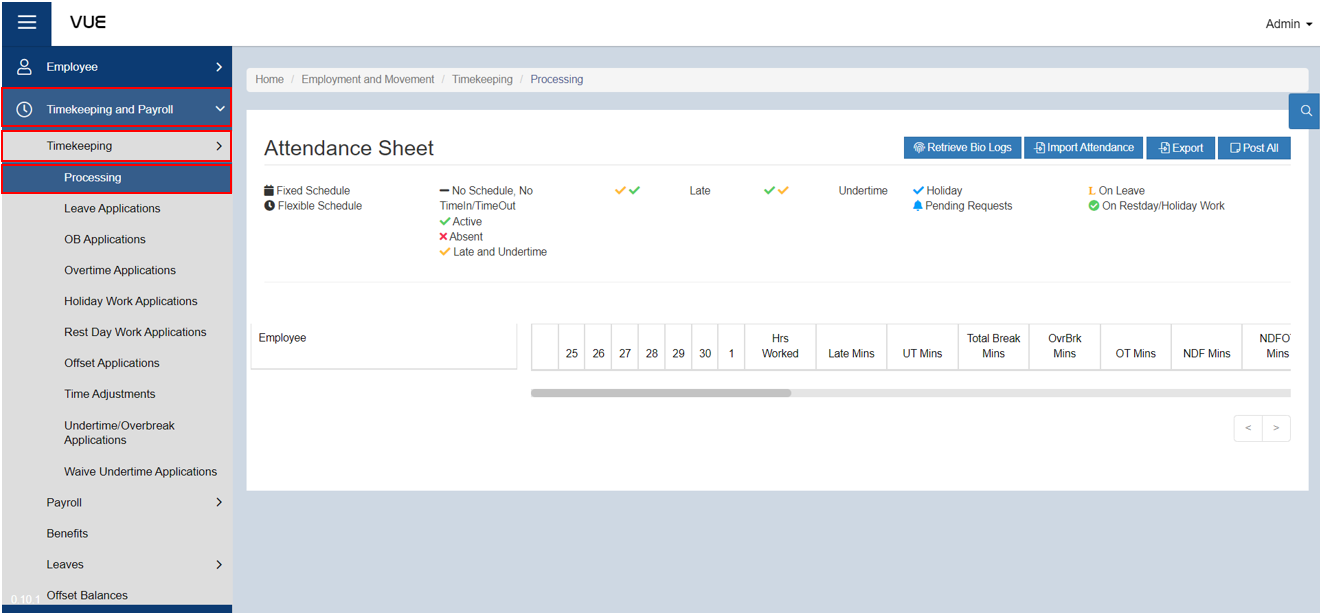 VUE
Admin
Employee
Timekeeping and Payroll
Timekeeping
Processing
Leave Applications
OB Applications
Overtime Applications
Holiday Work Applications
Rest Day Work Applications
Offset Applications
Time Adjustments
Undertime/Overbreak
Applications
Waive Undertime Applications
Payroll
Benefits
Leaves
Offset Balances
0.10.1
Home / Employment and Movement / Timekeeping / Processing
Attendance Sheet
Retrieve Bio Logs
Import Attendance
Export
Post All
Fixed Schedule
Flexible Schedule
No Schedule, No
TimeIn/TimeOut
Active
Absent
Late and Undertime
Late
Undertime
Holiday
Pending Requests
L On Leave
On Restday/Holiday Work
Employee
25 26 27 28 29 30 1
Hrs
Worked
Late Mins
UT Mins
Total Break
Mins
OvrBrk
Mins
OT Mins
NDF Mins
NDFO
Mins
< >